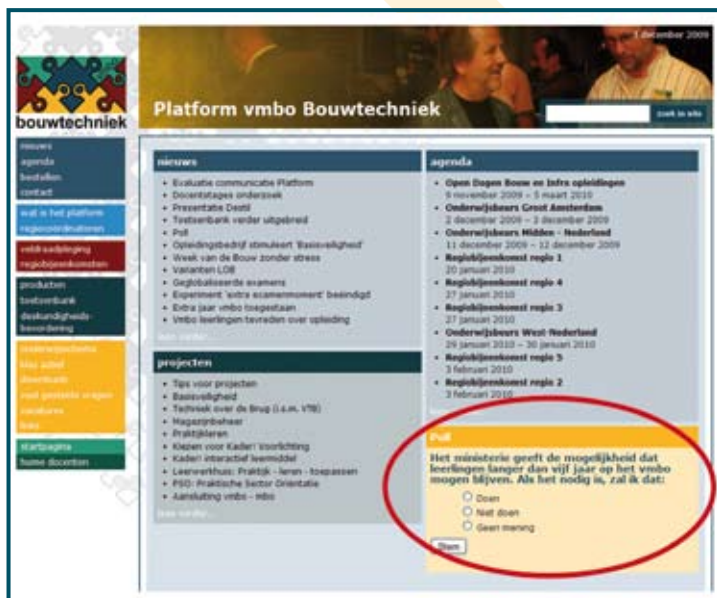 1 december 2009
Platform vmbo Bouwtechniek
zoek in site
bouwtechniek
nieuws
agenda
bestellen
contact
wat is het platform
regiocoördinatoren
veldraadpleging
regiobijeenkomsten
producten
toetsenbank
deskundigheids-
bevordering
downloads
veel gestelde vragen
vacatures
links
startpagina
home docenten
nieuws
Evaluatie communicatie Platform
Docentstages onderzoek
Presentatie Destil
Toetsenbank verder uitgebreid
Poll
Opleidingsbedrijf stimuleert 'Basisveiligheid'
Week van de Bouw zonder stress
Varianten LOB
Geglobaliseerde examens
Experiment 'extra examenmoment' beeindigd
Extra jaar vmbo toegestaan
Vmbo leerlingen tevreden over opleiding
lees verder...
projecten
Tips voor projecten
Basisveiligheid
Techniek over de Brug (i.s.m. VTB)
Magazijnbeheer
Praktijkleren
Kiezen voor Kader! Voorlichting
Kader! interactief leermiddel
Leerwerkhuis: Praktijk - leren - toepassen
PSO: Praktische Sector Orientatie
Aansluiting vmbo - mbo
lees verder...
agenda
Open Dagen Bouw en Infra opleidingen
9 november 2009 – 5 maart 2010
Onderwijsbeurs Groot Amsterdam
2 december 2009 – 3 december 2009
Onderwijsbeurs Midden - Nederland
11 december 2009 – 12 december 2009
Regiobijeenkomst regio 1
20 januari 2010
Regiobijeenkomst regio 4
27 januari 2010
Regiobijeenkomst regio 3
27 januari 2010
Onderwijsbeurs West-Nederland
29 januari 2010 – 30 januari 2010
Regiobijeenkomst regio 5
3 februari 2010
Regiobijeenkomst regio 2
3 februari 2010
Poll
Het ministerie geeft de mogelijkheid dat
leerlingen langer dan vijf jaar op het vmbo
mogen blijven. Als het nodig is, zal ik dat:
Doen
Niet doen
Geen mening
Stem